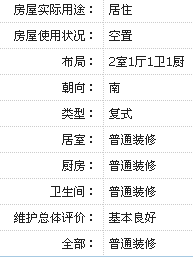 房屋实际用途： 居住
房屋使用状况： 空置
布局： 2室1厅1卫1厨
朝向： 南
类型： 复式
居室： 普通装修
厨房： 普通装修
卫生间： 普通装修
维护总体评价： 基本良好
全部： 普通装修